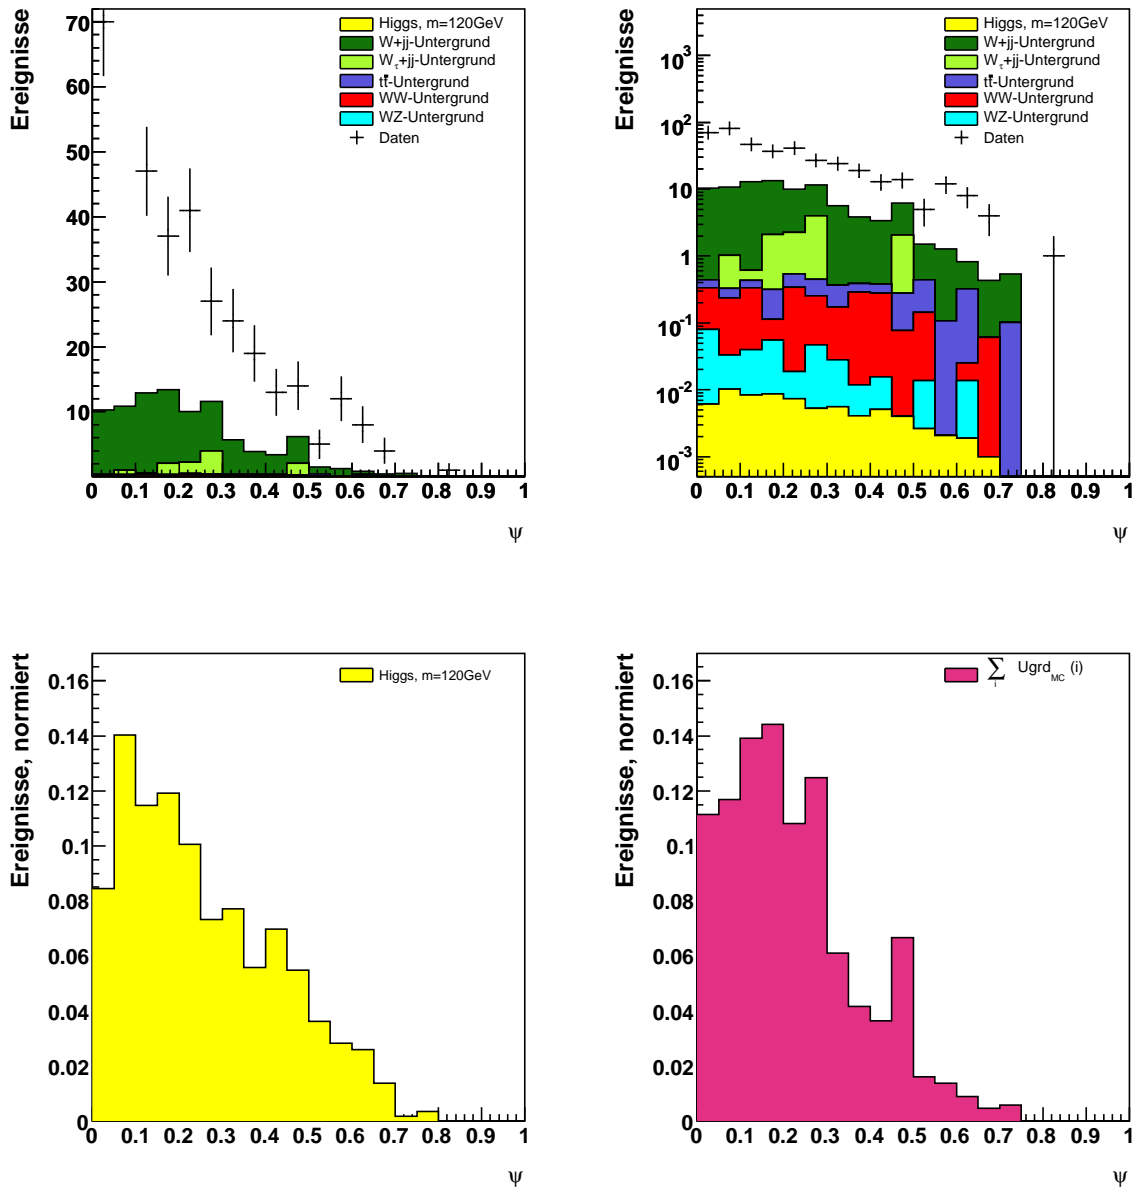 Ereignisse
70
60
50
40
30
20
10
0 0.1 0.2 0.3 0.4 0.5 0.6 0.7 0.8 0.9 1
ψ
Higgs, m=120GeV
W+jj-Untergrund
Wτ+jj-Untergrund
tt̄-Untergrund
WW-Untergrund
WZ-Untergrund
Daten
Ereignisse
10³
10²
10
1
10⁻¹
10⁻²
10⁻³
0 0.1 0.2 0.3 0.4 0.5 0.6 0.7 0.8 0.9 1
ψ
Higgs, m=120GeV
W+jj-Untergrund
Wτ+jj-Untergrund
tt̄-Untergrund
WW-Untergrund
WZ-Untergrund
Daten
Ereignisse, normiert
0.16
0.14
0.12
0.1
0.08
0.06
0.04
0.02
0
0 0.1 0.2 0.3 0.4 0.5 0.6 0.7 0.8 0.9 1
ψ
Higgs, m=120GeV
Ereignisse, normiert
0.16
0.14
0.12
0.1
0.08
0.06
0.04
0.02
0
0 0.1 0.2 0.3 0.4 0.5 0.6 0.7 0.8 0.9 1
ψ
∑i Ugrd_MC (i)